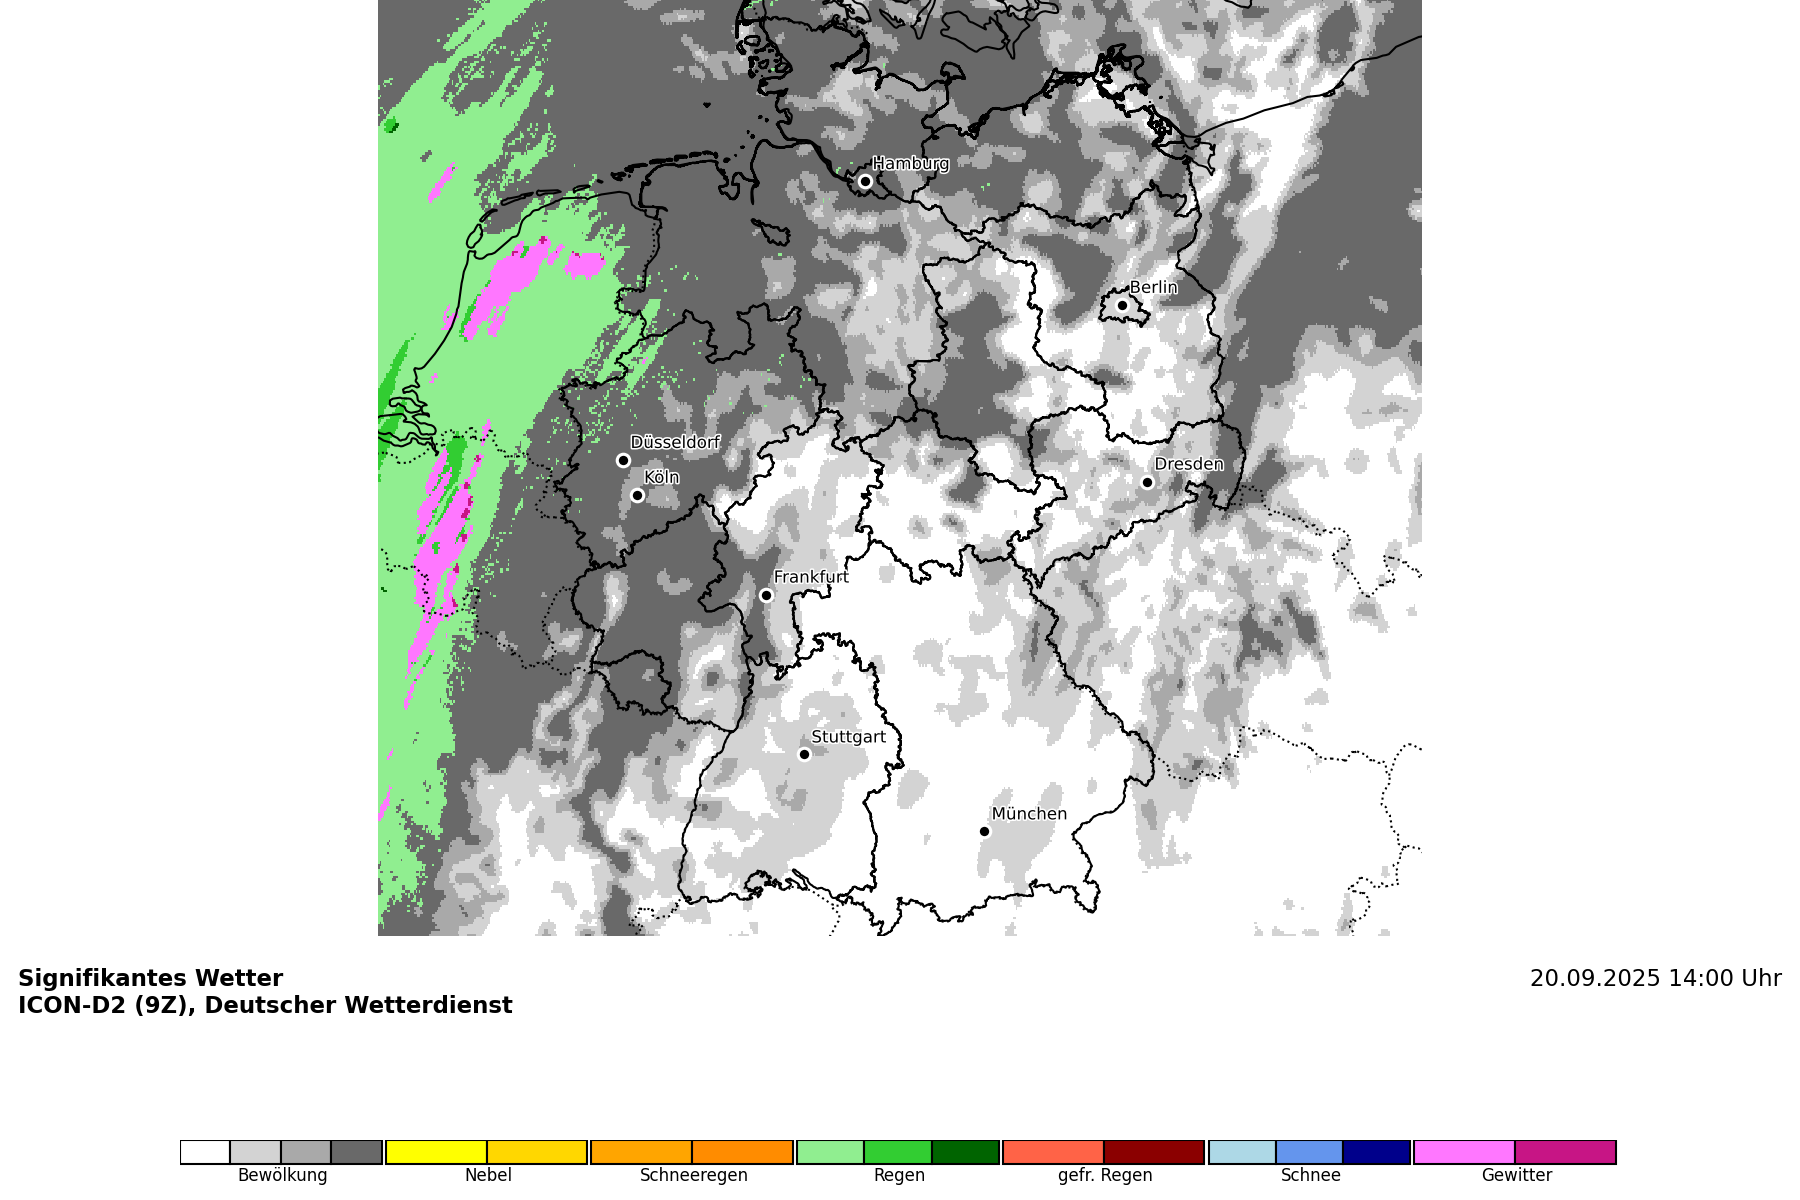 Hamburg
Berlin
Düsseldorf
Köln
Dresden
Frankfurt
Stuttgart
München
Signifikantes Wetter
ICON-D2 (9Z), Deutscher Wetterdienst
20.09.2025 14:00 Uhr
Bewölkung Nebel Schneeregen Regen gefr. Regen Schnee Gewitter